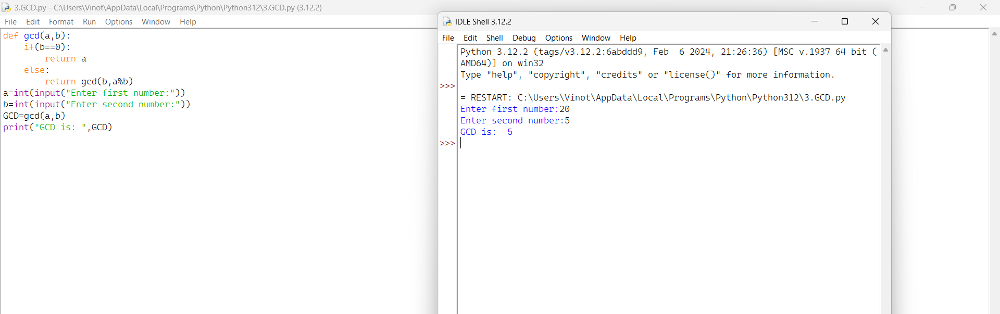 3.GCD.py - C:\Users\Vinot\AppData\Local\Programs\Python\Python312\3.GCD.py (3.12.2)
File Edit Format Run Options Window Help
def gcd(a,b):
    if(b==0):
        return a
    else:
        return gcd(b,a%b)
a=int(input("Enter first number:"))
b=int(input("Enter second number:"))
GCD=gcd(a,b)
print("GCD is: ",GCD)
IDLE Shell 3.12.2
File Edit Shell Debug Options Window Help
Python 3.12.2 (tags/v3.12.2:6abddd9, Feb  6 2024, 21:26:36) [MSC v.1937 64 bit (
AMD64)] on win32
Type "help", "copyright", "credits" or "license()" for more information.
>>>
= RESTART: C:\Users\Vinot\AppData\Local\Programs\Python\Python312\3.GCD.py
Enter first number:20
Enter second number:5
GCD is:  5
>>>